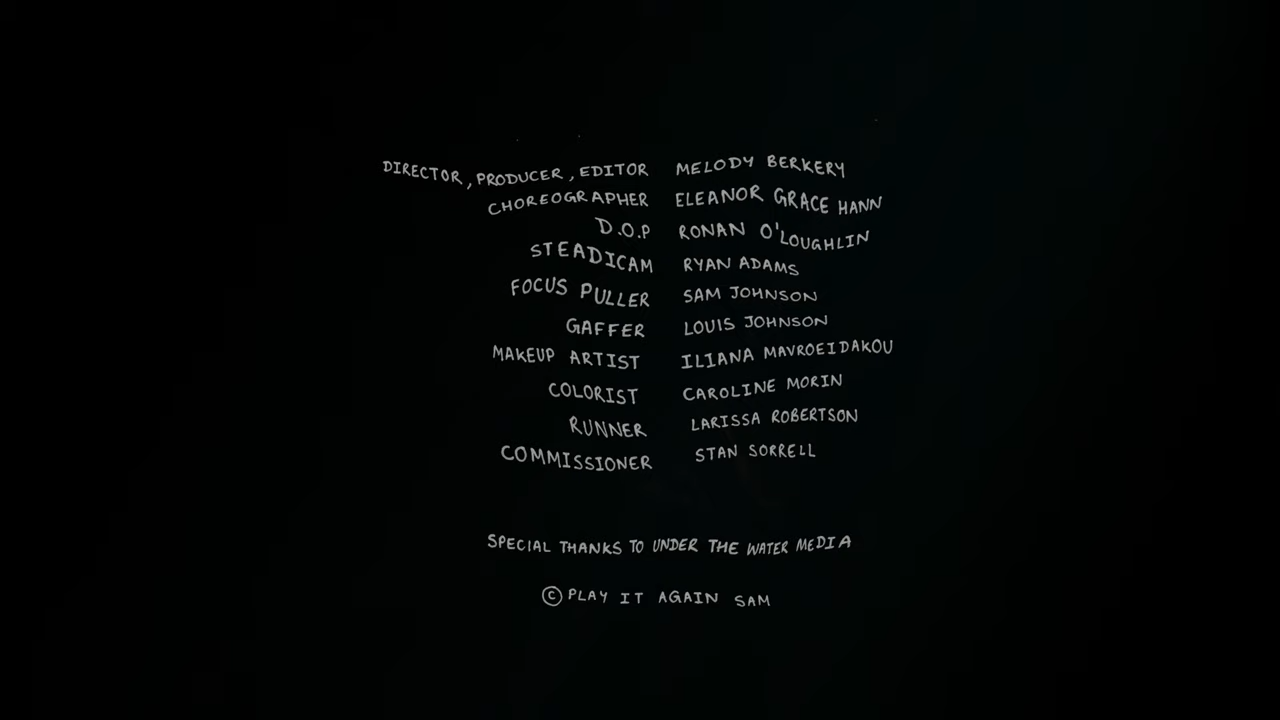 DIRECTOR, PRODUCER, EDITOR MELODY BERKERY
CHOREOGRAPHER ELEANOR GRACE HANN
D.O.P RONAN O'LOUGHLIN
STEADICAM RYAN ADAMS
FOCUS PULLER SAM JOHNSON
GAFFER LOUIS JOHNSON
MAKEUP ARTIST ILIANA MAVROEIDAKOU
COLORIST CAROLINE MORIN
RUNNER LARISSA ROBERTSON
COMMISSIONER STAN SORRELL
SPECIAL THANKS TO UNDER THE WATER MEDIA
© PLAY IT AGAIN SAM